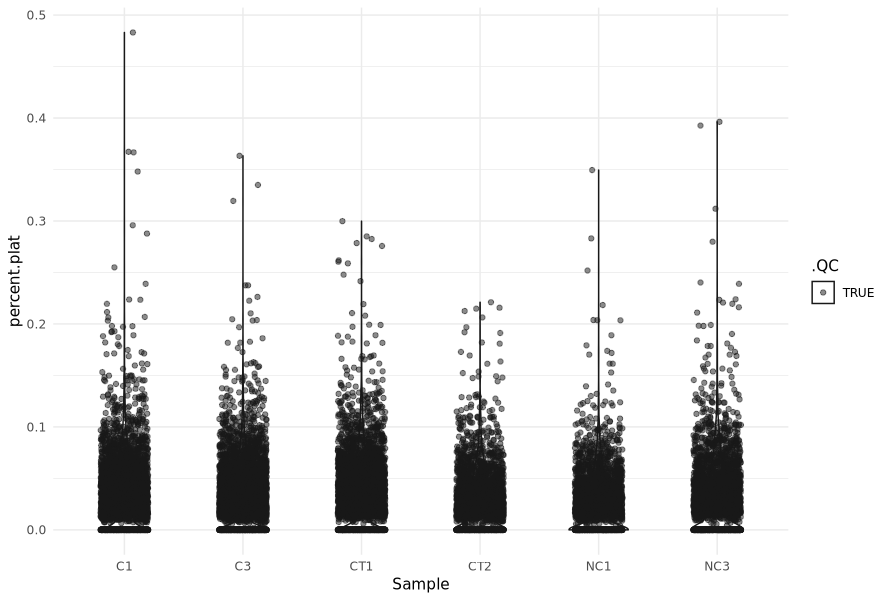 0.5
0.4
0.3
0.2
0.1
0.0
percent.plat
C1 C3 CT1 CT2 NC1 NC3
Sample
.QC
TRUE